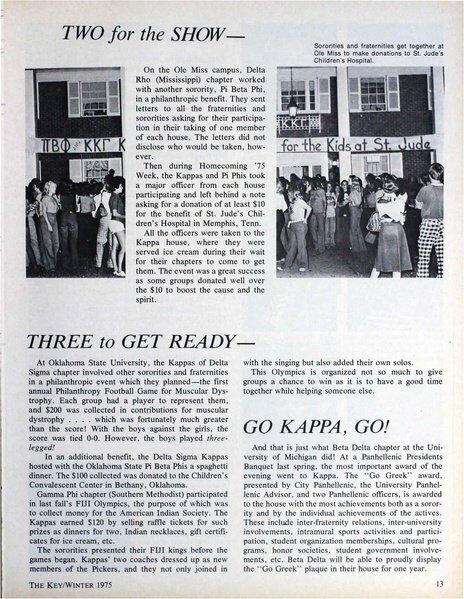 TWO for the SHOW—
Sororities and fraternities get together at
Ole Miss to make donations to St. Jude's
Children's Hospital.
ΠΒΦ and ΚΚΓ K
ΚΚΓ
for the Kids at St. Jude
On the Ole Miss campus, Delta
Rho (Mississippi) chapter worked
with another sorority, Pi Beta Phi,
in a philanthropic benefit. They sent
letters to all the fraternities and
sororities asking for their participa-
tion in their taking of one member
of each house. The letters did not
disclose who would be taken, how-
ever.
Then during Homecoming '75
Week, the Kappas and Pi Phis took
a major officer from each house
participating and left behind a note
asking for a donation of at least $10
for the benefit of St. Jude's Chil-
dren's Hospital in Memphis, Tenn.
All the officers were taken to the
Kappa house, where they were
served ice cream during their wait
for their chapters to come to get
them. The event was a great success
as some groups donated well over
the $10 to boost the cause and the
spirit.
THREE to GET READY—
At Oklahoma State University, the Kappas of Delta
Sigma chapter involved other sororities and fraternities
in a philanthropic event which they planned—the first
annual Philanthropy Football Game for Muscular Dys-
trophy. Each group had a player to represent them,
and $200 was collected in contributions for muscular
dystrophy . . . . which was fortunately much greater
than the score! With the boys against the girls, the
score was tied 0-0. However, the boys played three-
legged!
In an additional benefit, the Delta Sigma Kappas
hosted with the Oklahoma State Pi Beta Phis a spaghetti
dinner. The $100 collected was donated to the Children's
Convalescent Center in Bethany, Oklahoma.
Gamma Phi chapter (Southern Methodist) participated
in last fall's FIJI Olympics, the purpose of which was
to collect money for the American Indian Society. The
Kappas earned $120 by selling raffle tickets for such
prizes as dinners for two, Indian necklaces, gift certifi-
cates for ice cream, etc.
The sororities presented their FIJI kings before the
games began. Kappas' two coaches dressed up as new
members of the Pickers, and they not only joined in
with the singing but also added their own solos.
This Olympics is organized not so much to give
groups a chance to win as it is to have a good time
together while helping someone else.
GO KAPPA, GO!
And that is just what Beta Delta chapter at the Uni-
versity of Michigan did! At a Panhellenic Presidents
Banquet last spring, the most important award of the
evening went to Kappa. The "Go Greek" award,
presented by City Panhellenic, the University Panhel-
lenic Advisor, and two Panhellenic officers, is awarded
to the house with the most achievements both as a soror-
ity and by the individual achievements of the actives.
These include inter-fraternity relations, inter-university
involvements, intramural sports activities and partici-
pation, student organization memberships, cultural pro-
grams, honor societies, student government involve-
ments, etc. Beta Delta will be able to proudly display
the "Go Greek" plaque in their house for one year.
THE KEY/WINTER 1975
13